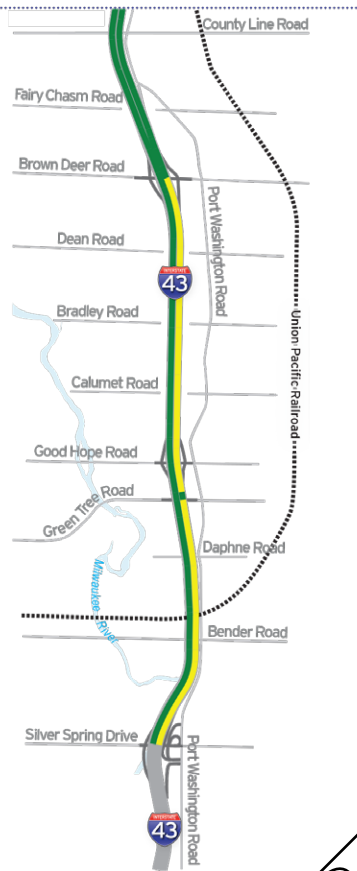 County Line Road
Fairy Chasm Road
Brown Deer Road
Port Washington Road
Dean Road
INTERSTATE
43
Bradley Road
Union Pacific Railroad
Calumet Road
Good Hope Road
Green Tree Road
Daphne Road
Milwaukee River
Bender Road
Silver Spring Drive
Port Washington Road
INTERSTATE
43